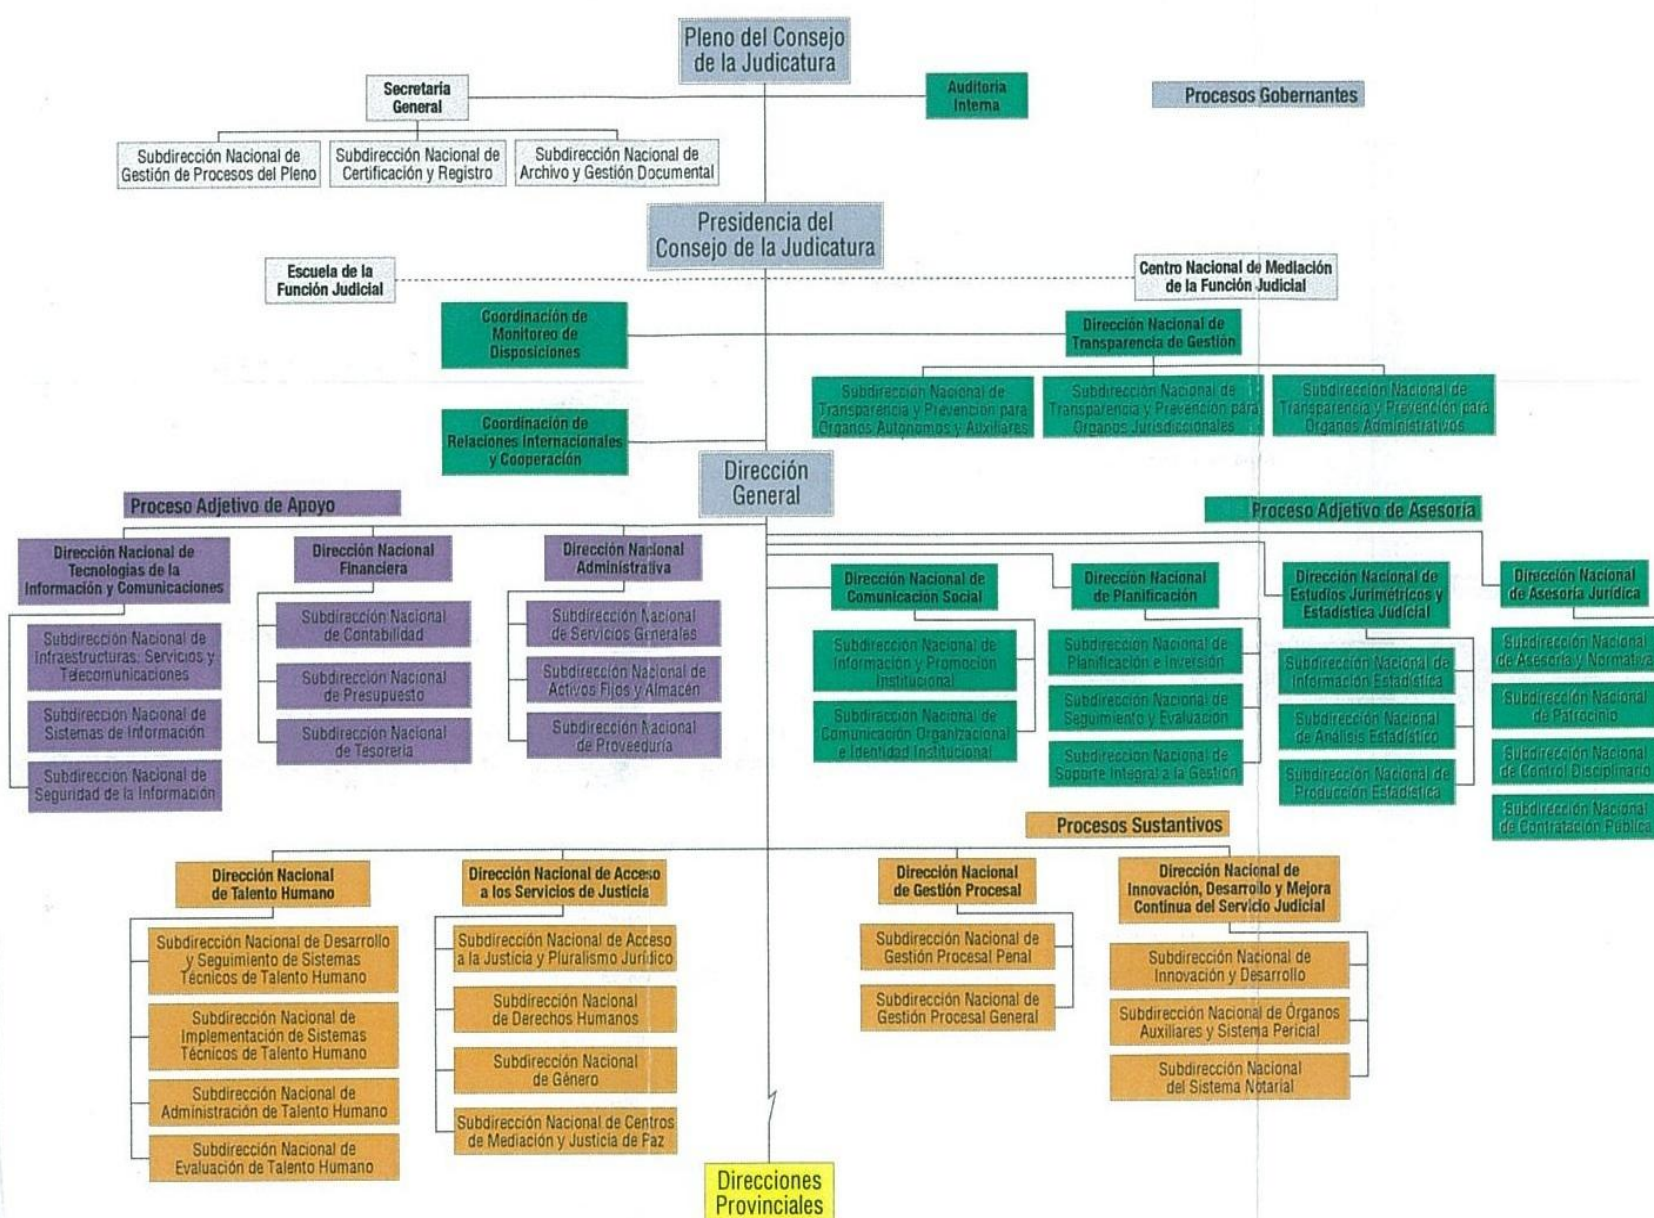 Pleno del Consejo
de la Judicatura
Secretaría
General
Auditoria
Interna
Procesos Gobernantes
Subdirección Nacional de
Gestión de Procesos del Pleno
Subdirección Nacional de
Certificación y Registro
Subdirección Nacional de
Archivo y Gestión Documental
Presidencia del
Consejo de la Judicatura
Escuela de la
Función Judicial
Centro Nacional de Mediación
de la Función Judicial
Coordinación de
Monitoreo de
Disposiciones
Dirección Nacional de
Transparencia de Gestión
Subdirección Nacional de
Transparencia y Prevención para
Órganos Autónomos y Auxiliares
Subdirección Nacional de
Transparencia y Prevención para
Órganos Jurisdiccionales
Subdirección Nacional de
Transparencia y Prevención para
Órganos Administrativos
Coordinación de
Relaciones Internacionales
y Cooperación
Dirección
General
Proceso Adjetivo de Apoyo
Proceso Adjetivo de Asesoría
Dirección Nacional de
Tecnologías de la
Información y Comunicaciones
Subdirección Nacional de
Infraestructuras, Servicios y
Telecomunicaciones
Subdirección Nacional de
Sistemas de Información
Subdirección Nacional de
Seguridad de la Información
Dirección Nacional
Financiera
Subdirección Nacional
de Contabilidad
Subdirección Nacional
de Presupuesto
Subdirección Nacional
de Tesorería
Dirección Nacional
Administrativa
Subdirección Nacional
de Servicios Generales
Subdirección Nacional de
Activos Fijos y Almacén
Subdirección Nacional
de Proveeduría
Dirección Nacional de
Comunicación Social
Subdirección Nacional de
Información y Promoción
Institucional
Subdirección Nacional de
Comunicación Organizacional
e Identidad Institucional
Dirección Nacional
de Planificación
Subdirección Nacional de
Planificación e Inversión
Subdirección Nacional de
Seguimiento y Evaluación
Subdirección Nacional de
Soporte Integral a la Gestión
Dirección Nacional de
Estudios Jurimétricos y
Estadística Judicial
Subdirección Nacional de
Información Estadística
Subdirección Nacional
de Análisis Estadístico
Subdirección Nacional de
Producción Estadística
Dirección Nacional
de Asesoría Jurídica
Subdirección Nacional
de Asesoría y Normativa
Subdirección Nacional
de Patrocinio
Subdirección Nacional
de Control Disciplinario
Subdirección Nacional
de Contratación Pública
Procesos Sustantivos
Dirección Nacional
de Talento Humano
Subdirección Nacional de Desarrollo
y Seguimiento de Sistemas
Técnicos de Talento Humano
Subdirección Nacional de
Implementación de Sistemas
Técnicos de Talento Humano
Subdirección Nacional de
Administración de Talento Humano
Subdirección Nacional de
Evaluación de Talento Humano
Dirección Nacional de Acceso
a los Servicios de Justicia
Subdirección Nacional de Acceso
a la Justicia y Pluralismo Jurídico
Subdirección Nacional
de Derechos Humanos
Subdirección Nacional
de Género
Subdirección Nacional de Centros
de Mediación y Justicia de Paz
Dirección Nacional
de Gestión Procesal
Subdirección Nacional de
Gestión Procesal Penal
Subdirección Nacional de
Gestión Procesal General
Dirección Nacional de
Innovación, Desarrollo y Mejora
Continua del Servicio Judicial
Subdirección Nacional de
Innovación y Desarrollo
Subdirección Nacional de Órganos
Auxiliares y Sistema Pericial
Subdirección Nacional
del Sistema Notarial
Direcciones
Provinciales